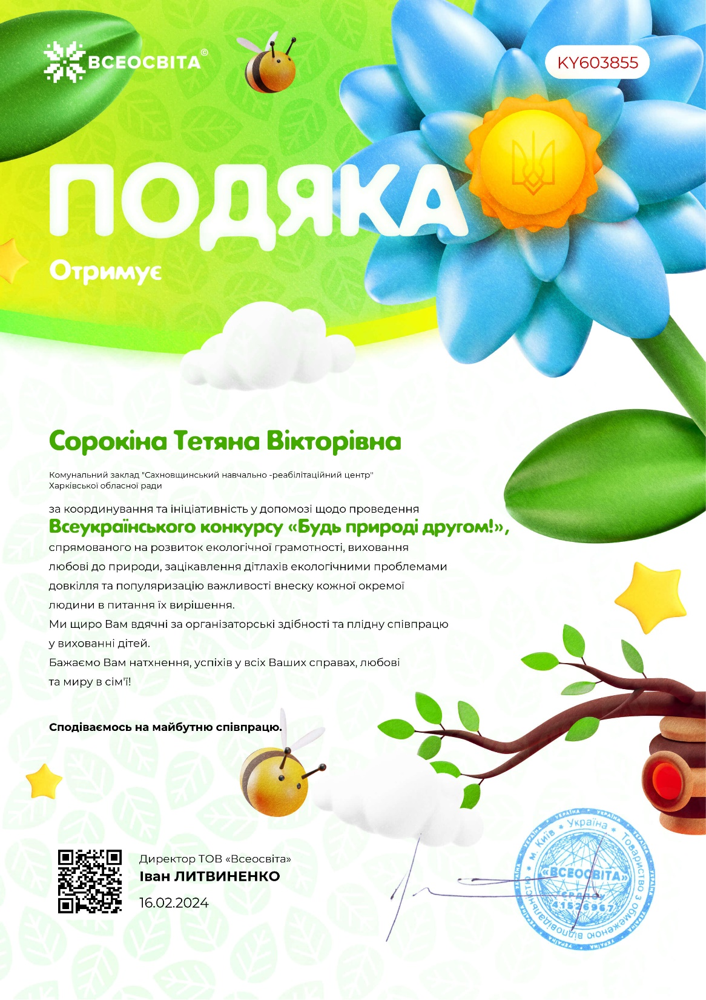 ВСЕОСВІТА©
KY603855
ПОДЯКА
Отримує
Сорокіна Тетяна Вікторівна
Комунальний заклад "Сахновщинський навчально -реабілітаційний центр"
Харківської обласної ради
за координування та ініціативність у допомозі щодо проведення
Всеукраїнського конкурсу «Будь природі другом!»,
спрямованого на розвиток екологічної грамотності, виховання
любові до природи, зацікавлення дітлахів екологічними проблемами
довкілля та популяризацію важливості внеску кожної окремої
людини в питання їх вирішення.
Ми щиро Вам вдячні за організаторські здібності та плідну співпрацю
у вихованні дітей.
Бажаємо Вам натхнення, успіхів у всіх Ваших справах, любові
та миру в сім'ї!
Сподіваємось на майбутню співпрацю.
Директор ТОВ «Всеосвіта»
Іван ЛИТВИНЕНКО
16.02.2024
УКРАЇНА * УКРАЇНА * УКРАЇНА
м. Київ * Україна * Товариство з обмеженою відповідальністю *
«ВСЕОСВІТА»
ЄРДПОУ
41526967